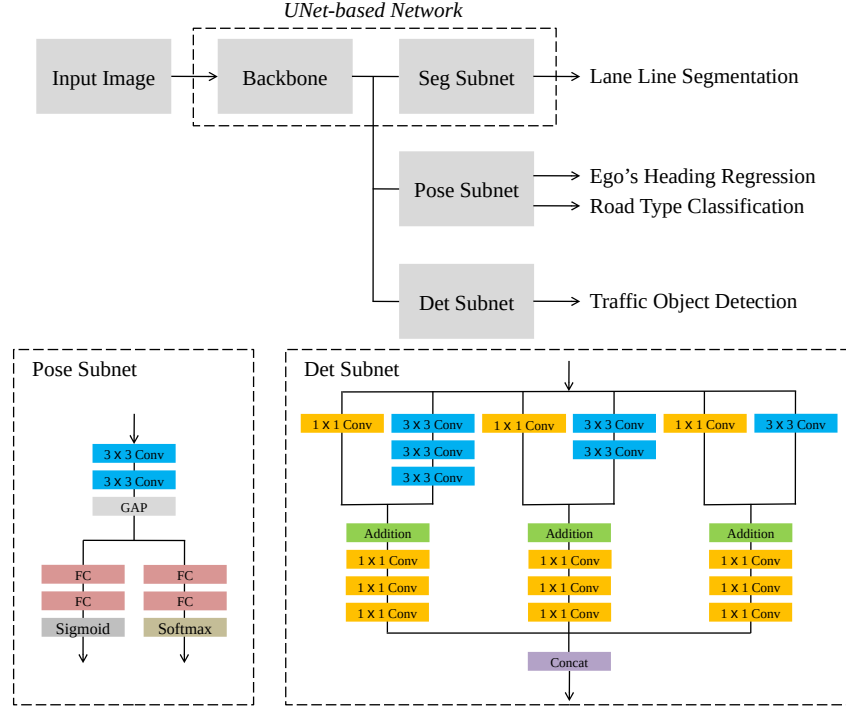 UNet-based Network
Input Image
Backbone
Seg Subnet
Lane Line Segmentation
Pose Subnet
Ego's Heading Regression
Road Type Classification
Det Subnet
Traffic Object Detection
Pose Subnet
3 x 3 Conv
3 x 3 Conv
GAP
FC
FC
FC
FC
Sigmoid
Softmax
Det Subnet
1 x 1 Conv
3 x 3 Conv
1 x 1 Conv
3 x 3 Conv
1 x 1 Conv
3 x 3 Conv
3 x 3 Conv
3 x 3 Conv
3 x 3 Conv
Addition
Addition
Addition
1 x 1 Conv
1 x 1 Conv
1 x 1 Conv
1 x 1 Conv
1 x 1 Conv
1 x 1 Conv
1 x 1 Conv
1 x 1 Conv
1 x 1 Conv
Concat